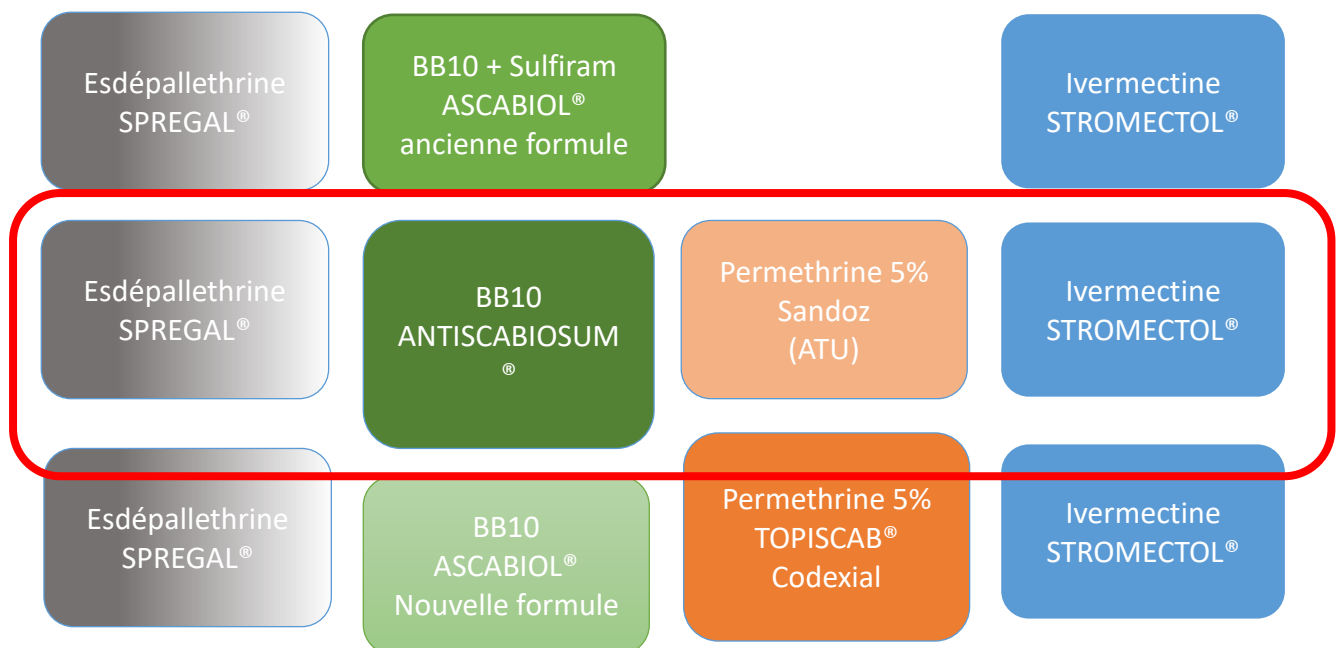 Esdépallethrine
SPREGAL®
BB10 + Sulfiram
ASCABIOL®
ancienne formule
Ivermectine
STROMECTOL®
Esdépallethrine
SPREGAL®
BB10
ANTISCABIOSUM
®
Permethrine 5%
Sandoz
(ATU)
Ivermectine
STROMECTOL®
Esdépallethrine
SPREGAL®
BB10
ASCABIOL®
Nouvelle formule
Permethrine 5%
TOPISCAB®
Codexial
Ivermectine
STROMECTOL®